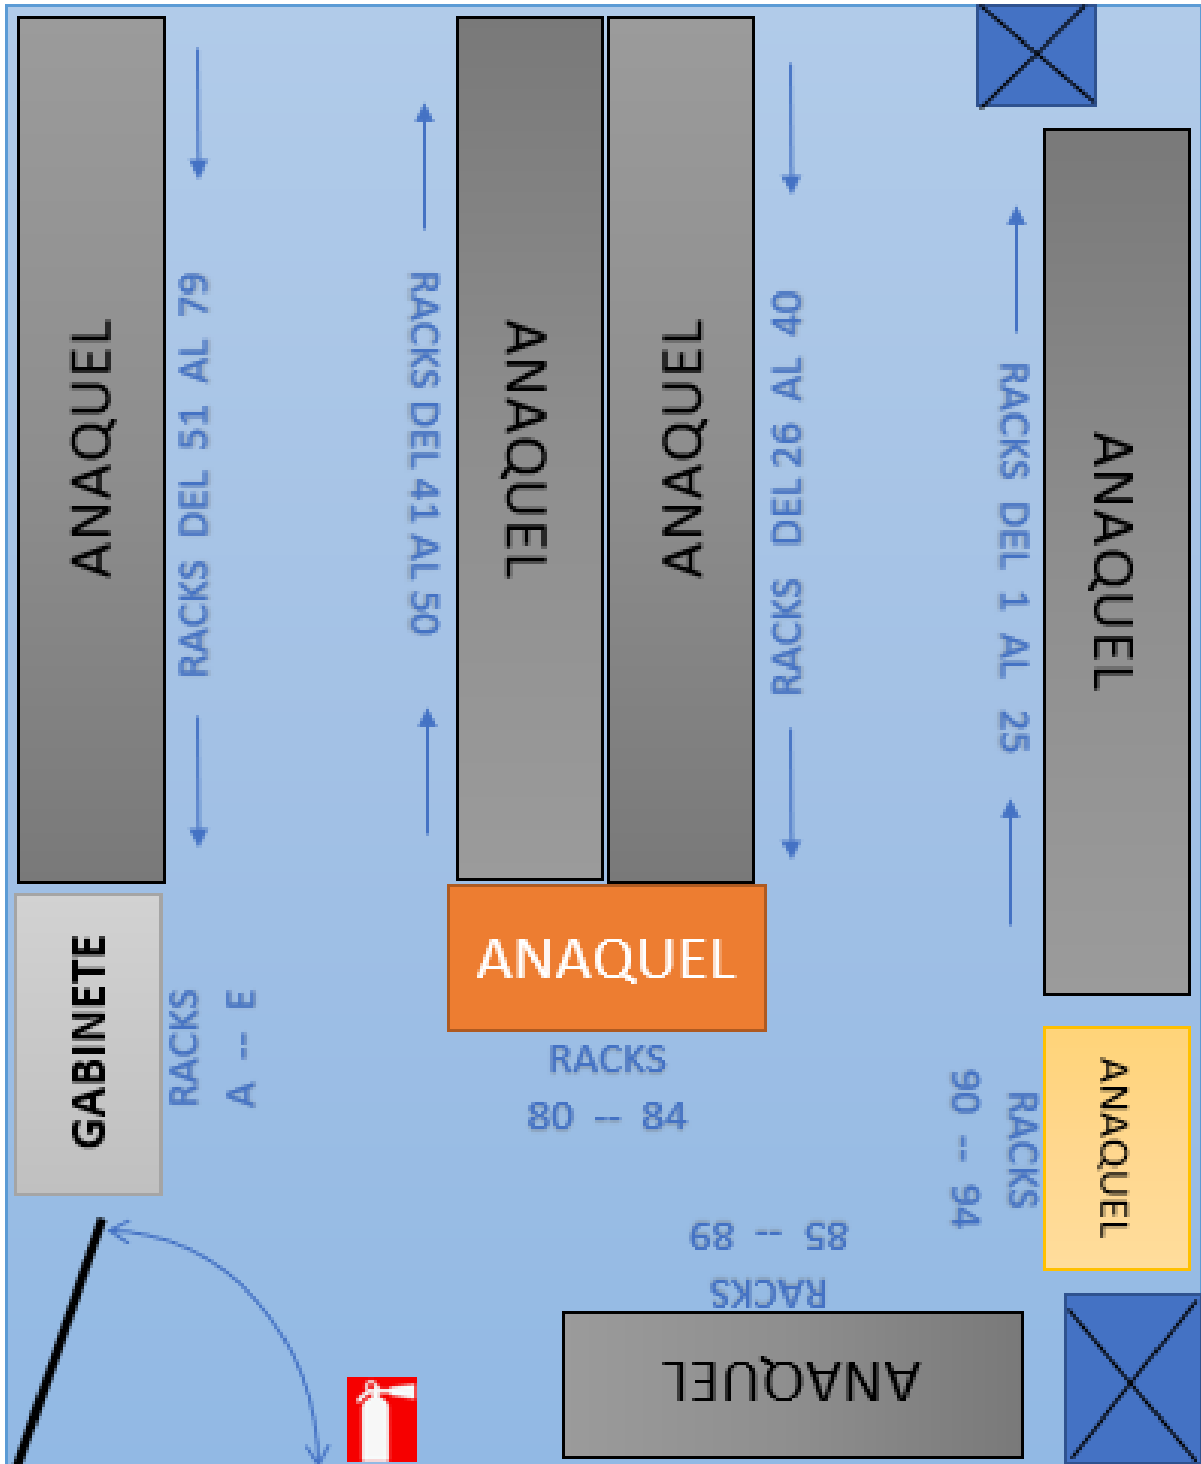 ANAQUEL
RACKS DEL 51 AL 79
RACKS DEL 41 AL 50
ANAQUEL
ANAQUEL
RACKS DEL 26 AL 40
RACKS DEL 1 AL 25
ANAQUEL
GABINETE
RACKS
A -- E
ANAQUEL
RACKS
80 -- 84
ANAQUEL
RACKS
90 -- 94
ANAQUEL
RACKS
85 -- 89